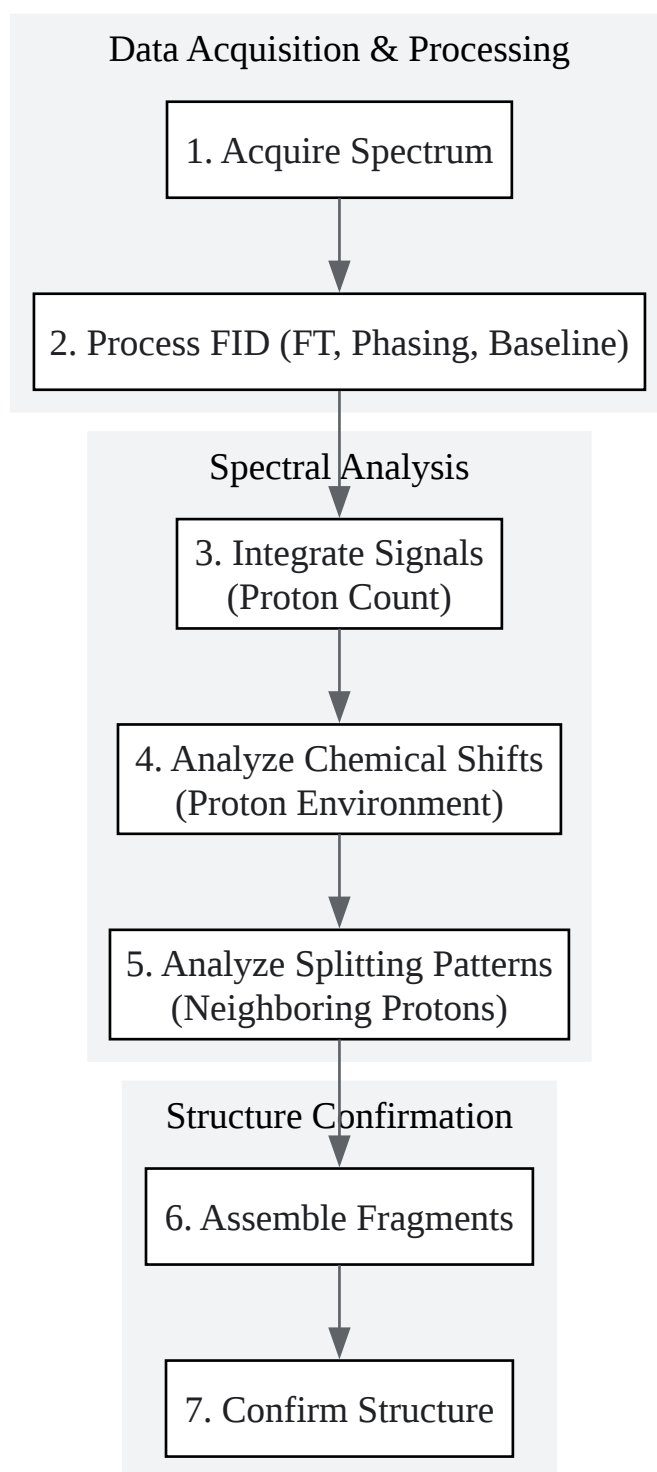 Data Acquisition & Processing
1. Acquire Spectrum
2. Process FID (FT, Phasing, Baseline)
Spectral Analysis
3. Integrate Signals
(Proton Count)
4. Analyze Chemical Shifts
(Proton Environment)
5. Analyze Splitting Patterns
(Neighboring Protons)
Structure Confirmation
6. Assemble Fragments
7. Confirm Structure